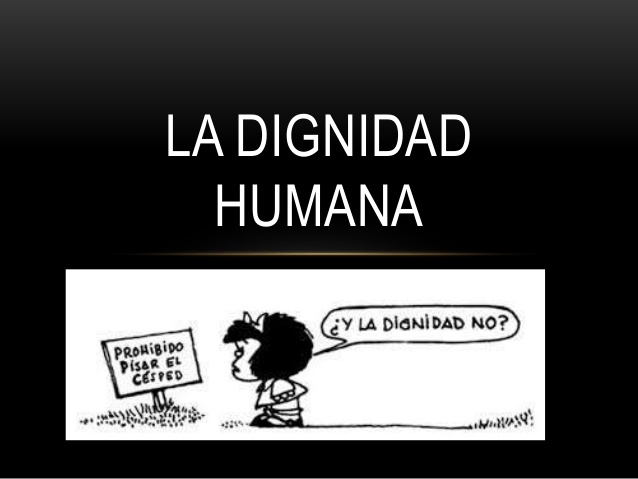 LA DIGNIDAD
HUMANA
PROHIBIDO
PISAR EL
CÉSPED
¿Y LA DIGNIDAD NO?